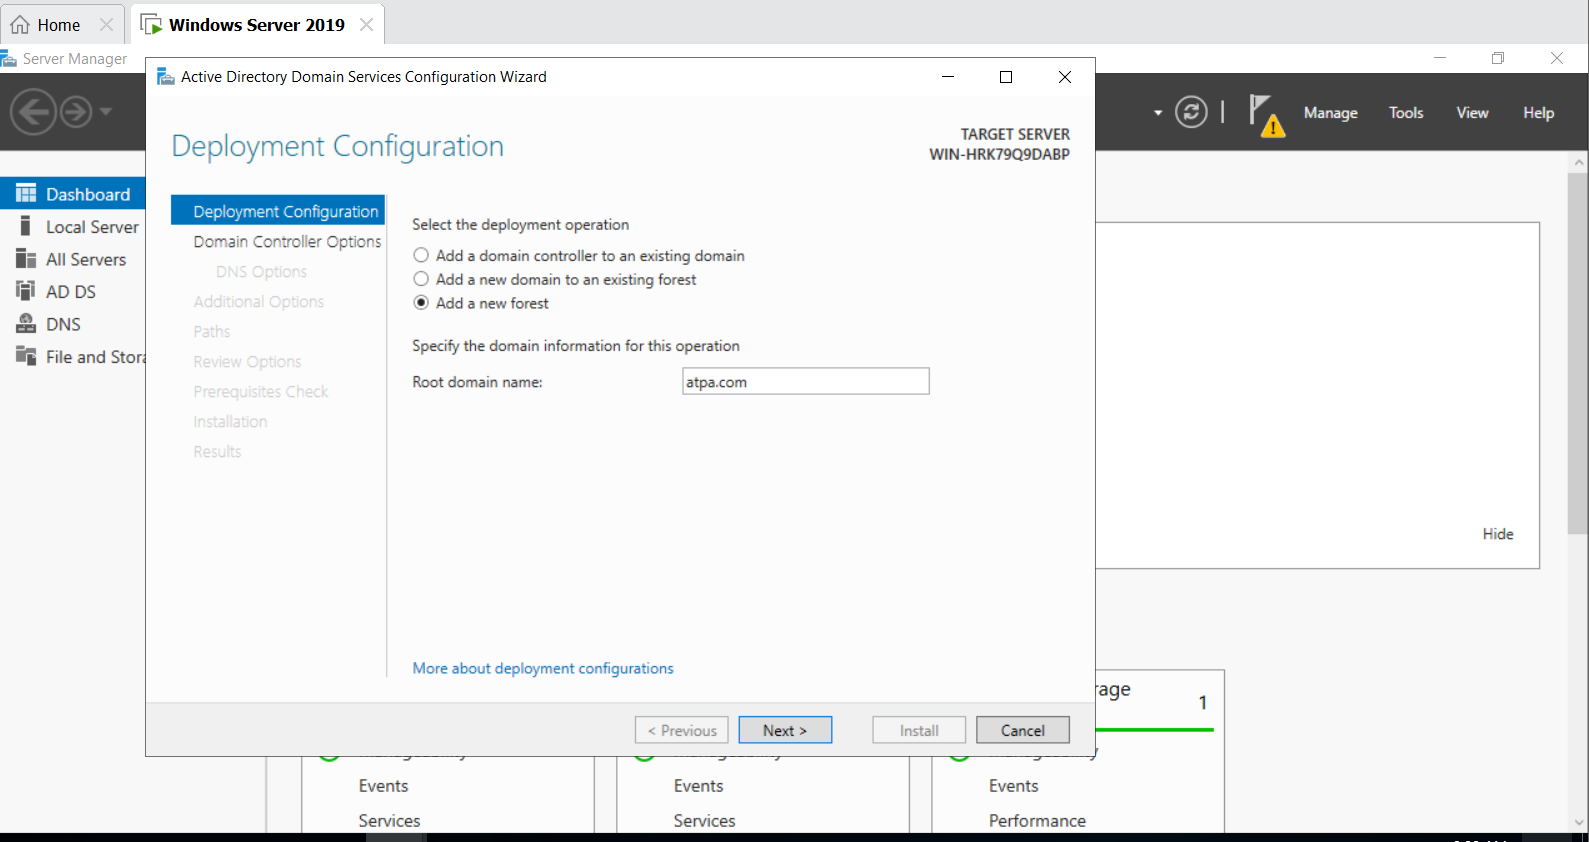 Home
Windows Server 2019
Server Manager
Active Directory Domain Services Configuration Wizard
Manage
Tools
View
Help
Deployment Configuration
TARGET SERVER
WIN-HRK79Q9DABP
Dashboard
Local Server
All Servers
AD DS
DNS
File and Stora
Deployment Configuration
Domain Controller Options
DNS Options
Additional Options
Paths
Review Options
Prerequisites Check
Installation
Results
Select the deployment operation
Add a domain controller to an existing domain
Add a new domain to an existing forest
Add a new forest
Specify the domain information for this operation
Root domain name:
atpa.com
More about deployment configurations
< Previous
Next >
Install
Cancel
Hide
rage
1
Events
Services
Events
Services
Events
Performance